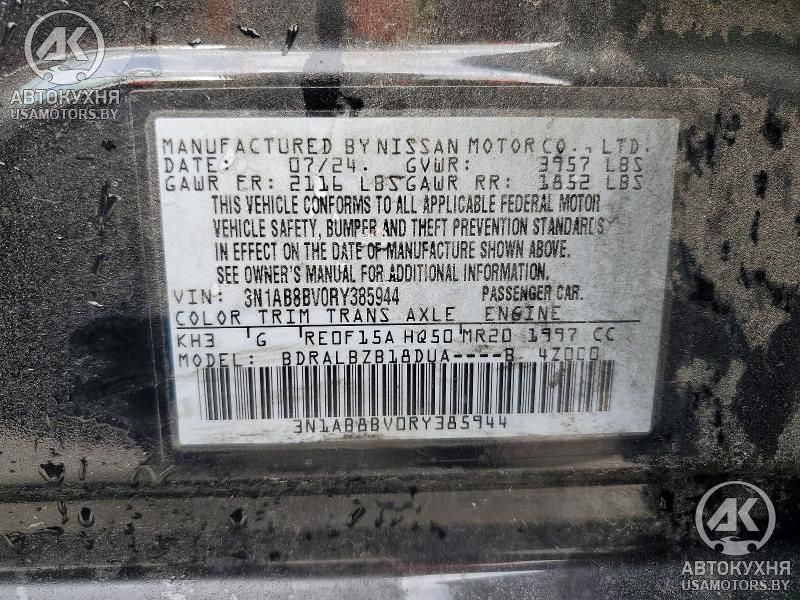 АК
АВТОКУХНЯ
USAMOTORS.BY
MANUFACTURED BY NISSAN MOTOR CO., LTD.
DATE: 07/24. GVWR: 3957 LBS
GAWR FR: 2116 LBS GAWR RR: 1852 LBS
THIS VEHICLE CONFORMS TO ALL APPLICABLE FEDERAL MOTOR
VEHICLE SAFETY, BUMPER AND THEFT PREVENTION STANDARDS
IN EFFECT ON THE DATE OF MANUFACTURE SHOWN ABOVE.
SEE OWNER'S MANUAL FOR ADDITIONAL INFORMATION.
VIN: 3N1AB8BV0RY385944 PASSENGER CAR.
COLOR TRIM TRANS AXLE ENGINE
KH3 G RE0F15A HQ50 MR20 1997 CC
MODEL: BDRALBZB18DUA----B 4Z000
3N1AB8BV0RY385944
АК
АВТОКУХНЯ
USAMOTORS.BY